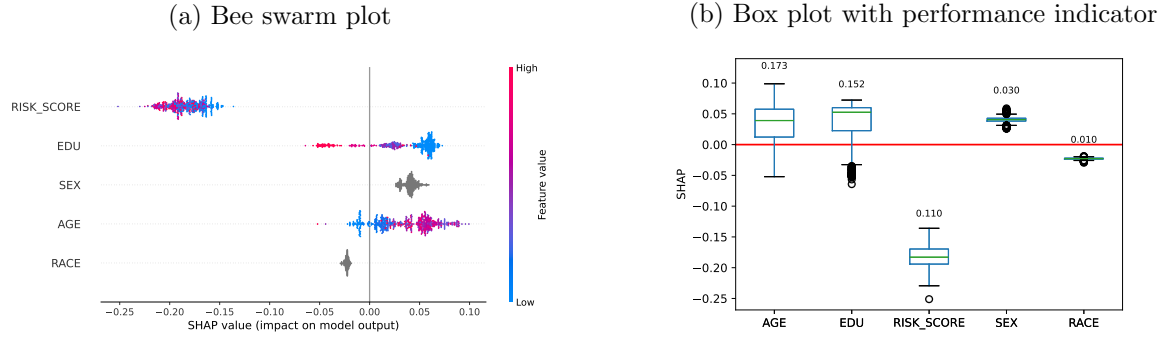 (a) Bee swarm plot
High
RISK_SCORE
EDU
SEX
AGE
RACE
Feature value
Low
−0.25 −0.20 −0.15 −0.10 −0.05 0.00 0.05 0.10
SHAP value (impact on model output)
(b) Box plot with performance indicator
0.173
0.152
0.030
0.010
0.110
SHAP
0.10
0.05
0.00
−0.05
−0.10
−0.15
−0.20
−0.25
AGE EDU RISK_SCORE SEX RACE